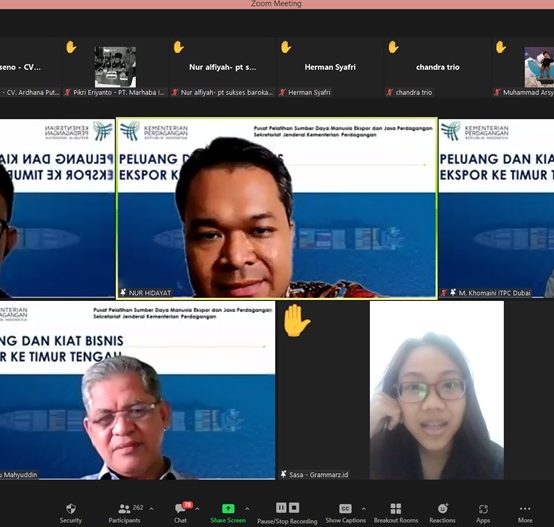 Zoom Meeting
seno - CV...
Nur alfiyah- pt s...
Herman Syafri
chandra trio
- CV. Ardhana Put...
Pikri Eriyanto - PT. Marhaba I...
Nur alfiyah- pt sukses baroka...
Herman Syafri
chandra trio
Muhammad Arsy
KEMENTERIAN
PERDAGANGAN
REPUBLIK INDONESIA
PELUANG DAN KIA
EKSPOR KE TIMUR
KEMENTERIAN
PERDAGANGAN
REPUBLIK INDONESIA
Pusat Pelatihan Sumber Daya Manusia Ekspor dan Jasa Perdagangan
Sekretariat Jenderal Kementerian Perdagangan
PELUANG D
IS
EKSPOR K
NUR HIDAYAT
KEMENTERIAN
PERDAGANGAN
REPUBLIK INDONESIA
PELUANG DAN KIA
EKSPOR KE TIMUR T
M. Khomaini ITPC Dubai
Pusat Pelatihan Sumber Daya Manusia Ekspor dan Jasa Perdagangan
Sekretariat Jenderal Kementerian Perdagangan
NG DAN KIAT BISNIS
R KE TIMUR TENGAH
u Mahyuddin
Sasa - Grammarz.id
Security
Participants
262
Chat
78
Share Screen
Pause/Stop Recording
Show Captions
Breakout Rooms
Reactions
Apps
More